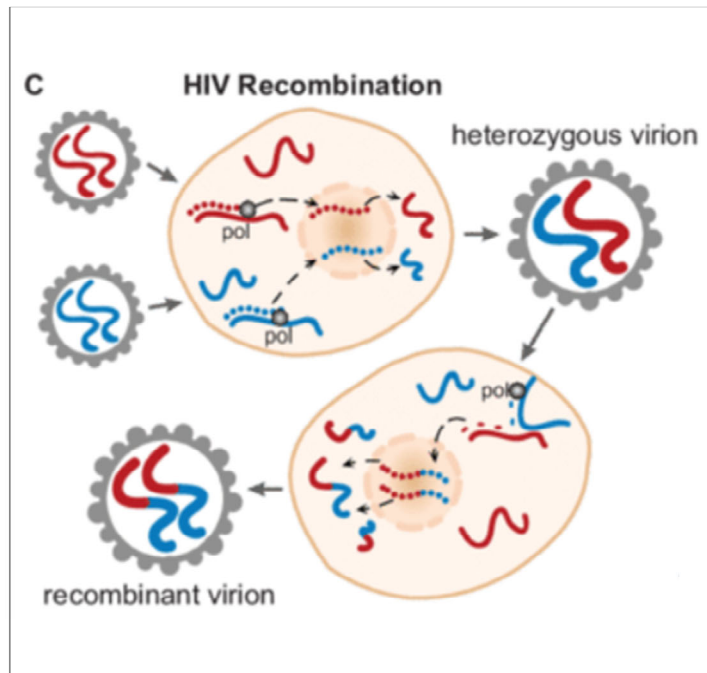 C
HIV Recombination
heterozygous virion
pol
pol
pol
recombinant virion